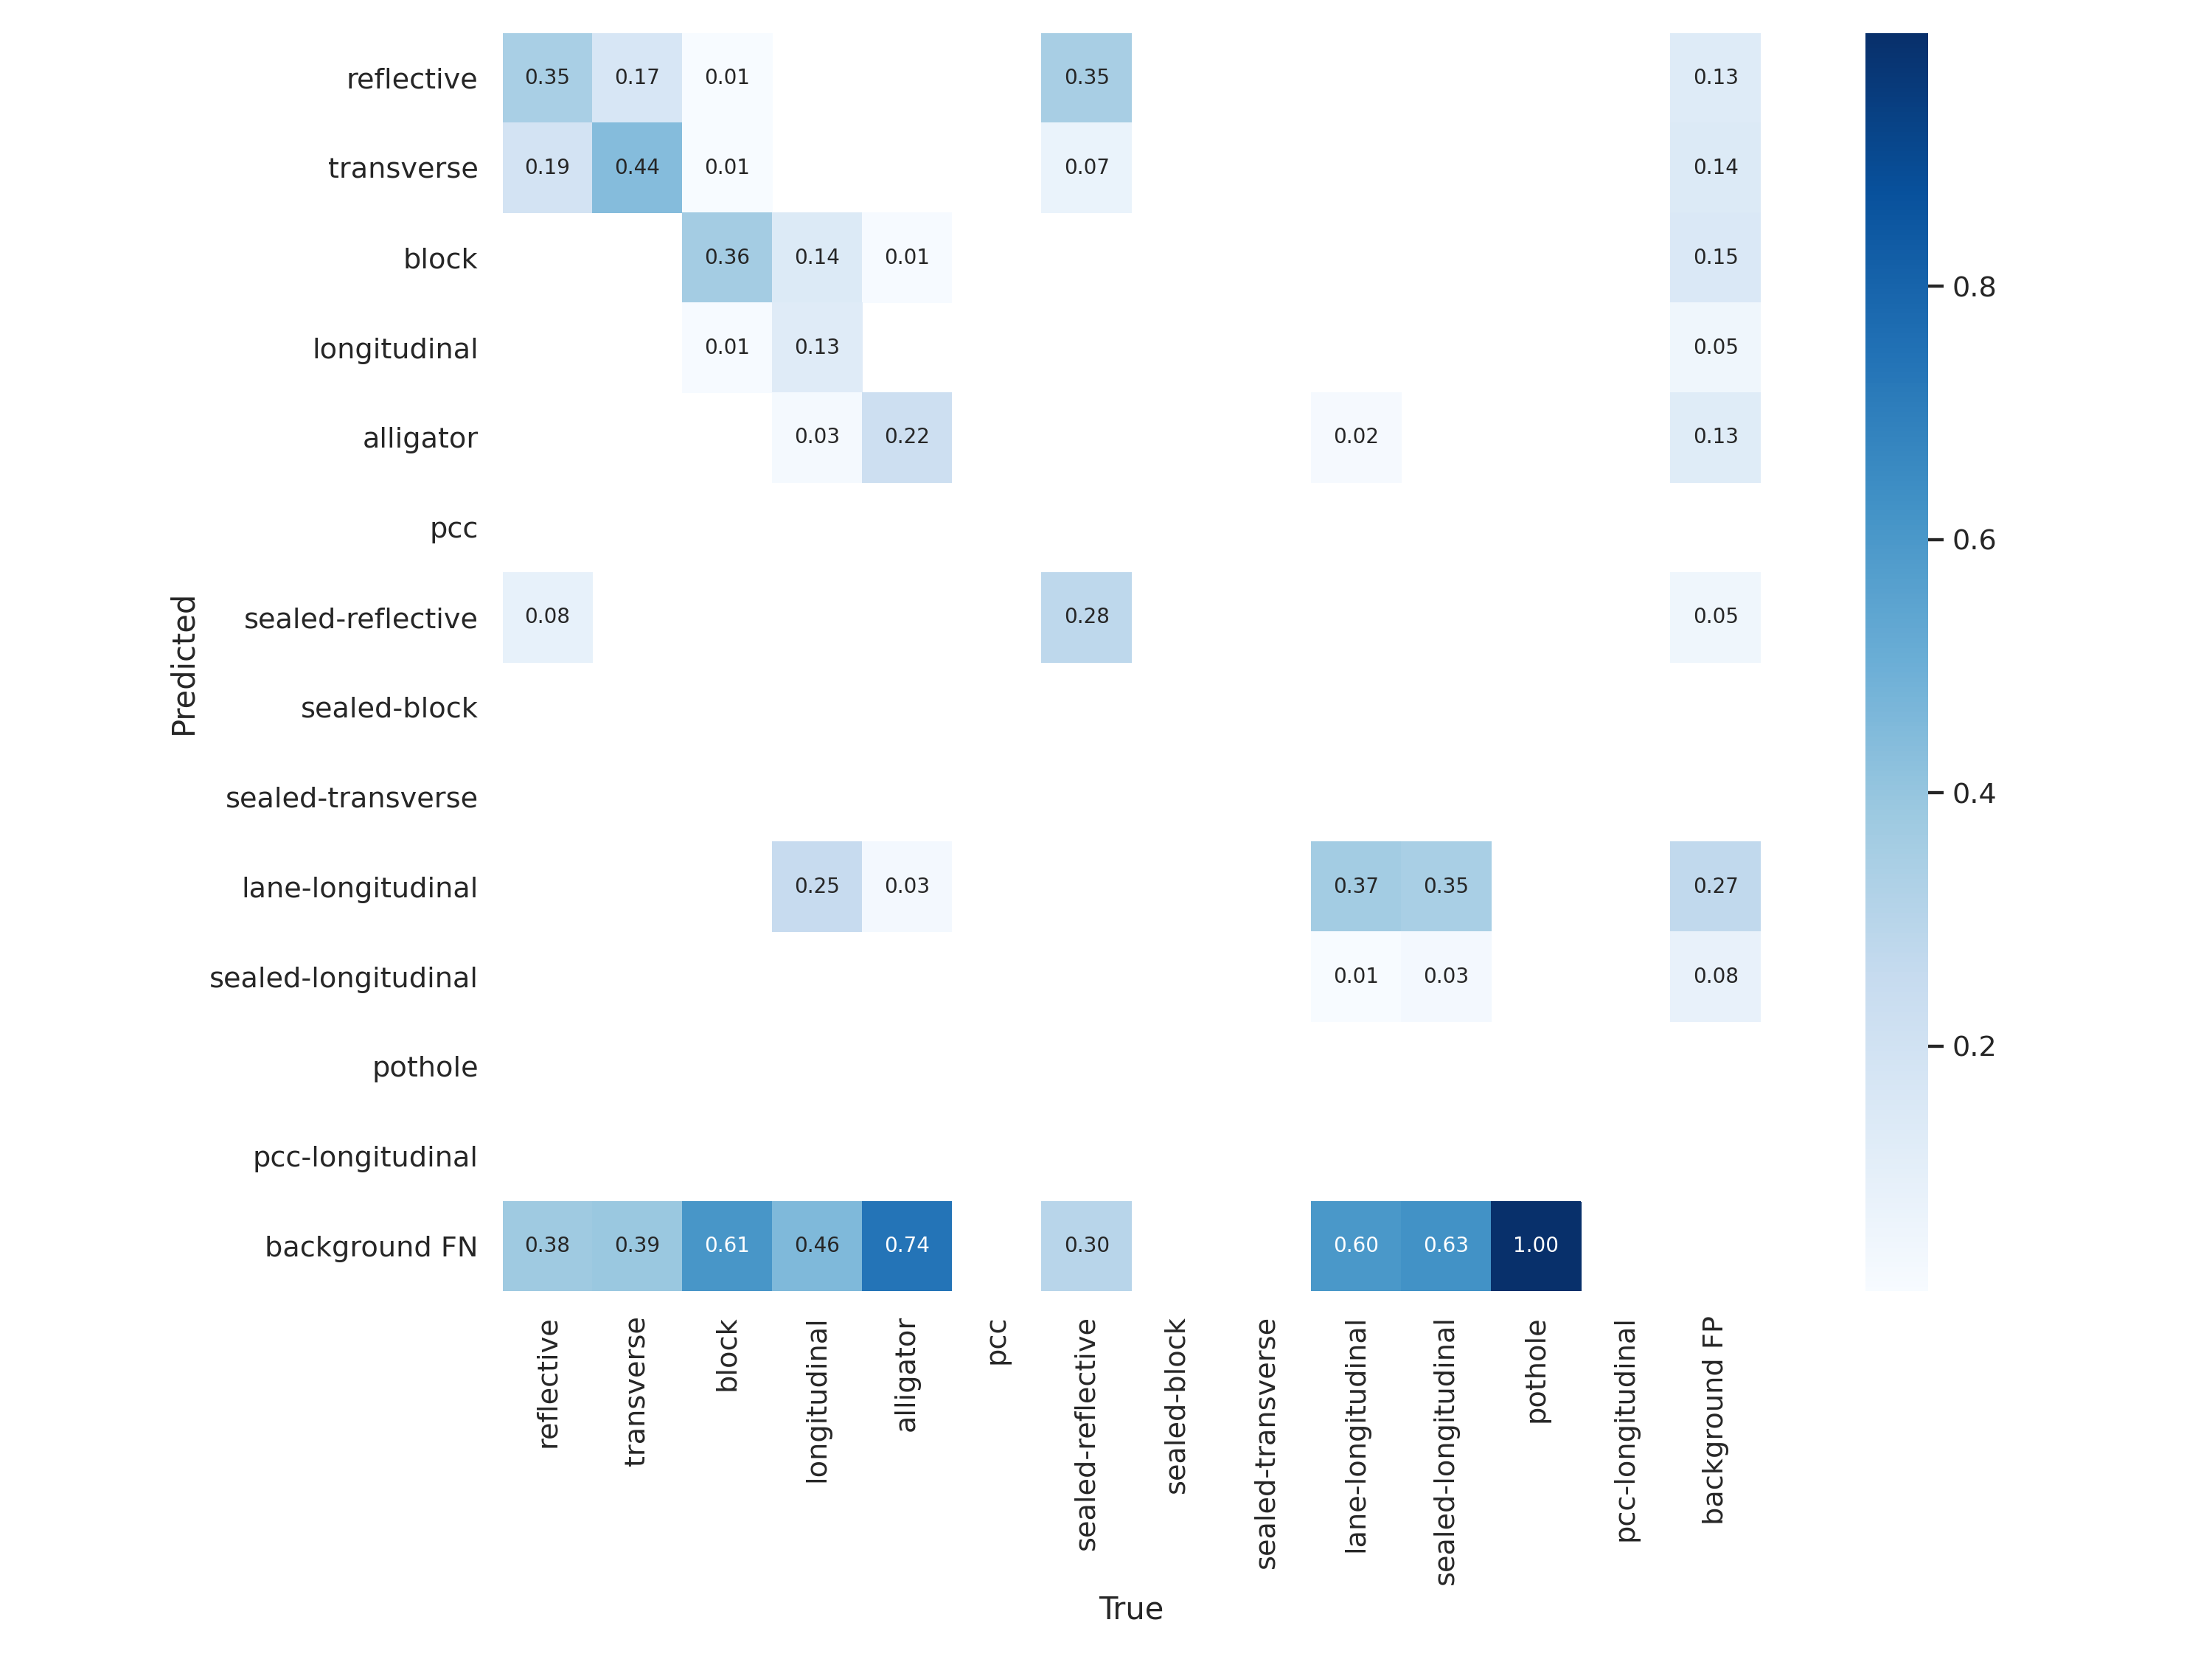 reflective 0.35 0.17 0.01 0.35 0.13
transverse 0.19 0.44 0.01 0.07 0.14
block 0.36 0.14 0.01 0.15 0.8
longitudinal 0.01 0.13 0.05
alligator 0.03 0.22 0.02 0.13
pcc 0.6
Predicted
sealed-reflective 0.08 0.28 0.05
sealed-block
sealed-transverse 0.4
lane-longitudinal 0.25 0.03 0.37 0.35 0.27
sealed-longitudinal 0.01 0.03 0.08
pothole 0.2
pcc-longitudinal
background FN 0.38 0.39 0.61 0.46 0.74 0.30 0.60 0.63 1.00
reflective
transverse
block
longitudinal
alligator
pcc
sealed-reflective
sealed-block
sealed-transverse
lane-longitudinal
sealed-longitudinal
pothole
pcc-longitudinal
background FP
True